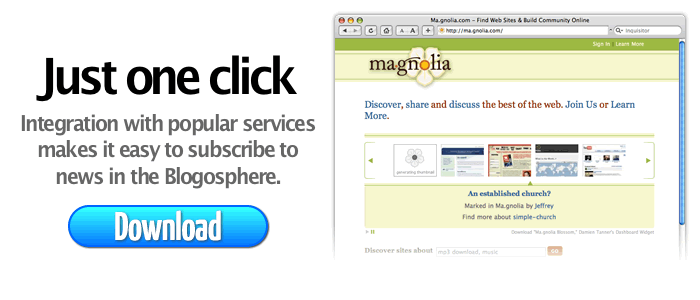 Just one click
Integration with popular services
makes it easy to subscribe to
news in the Blogosphere.
Download
Ma.gnolia.com – Find Web Sites & Build Community Online
A...A
http://ma.gnolia.com/
Inquisitor
Sign In Learn More
magnolia
Discover, share and discuss the best of the web. Join Us or Learn
More.
generating thumbnail
An established church?
Marked in Ma.gnolia by Jeffrey
Find more about simple-church
Download "Ma.gnolia Blossom," Damien Tanner's Dashboard Widget
Discover sites about
mp3 download, music
GO